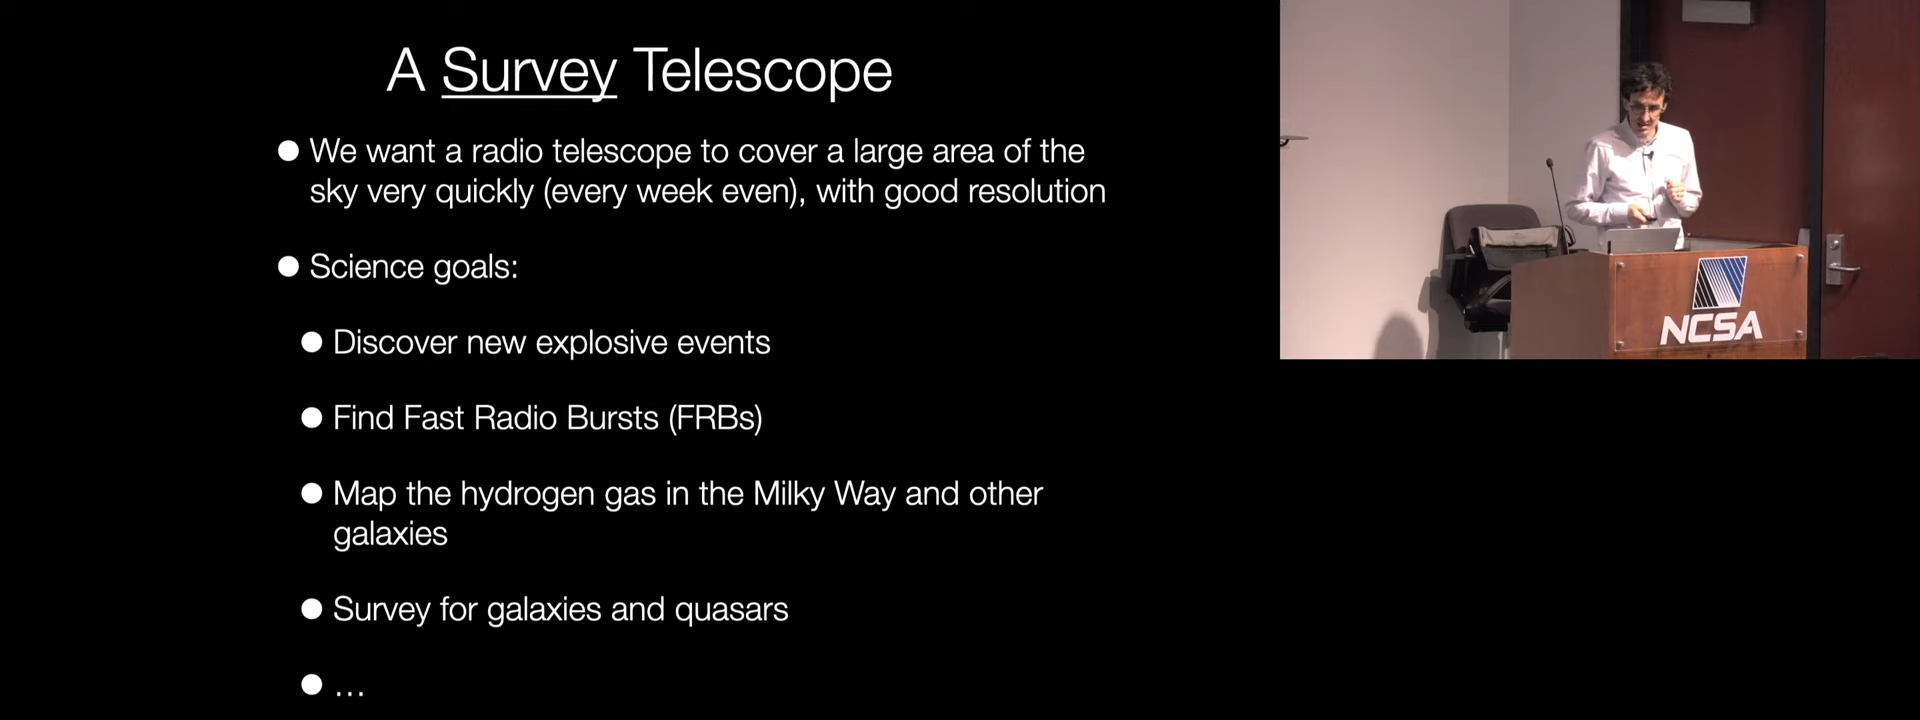 A Survey Telescope
● We want a radio telescope to cover a large area of the
sky very quickly (every week even), with good resolution
● Science goals:
● Discover new explosive events
● Find Fast Radio Bursts (FRBs)
● Map the hydrogen gas in the Milky Way and other
galaxies
● Survey for galaxies and quasars
● …
NCSA